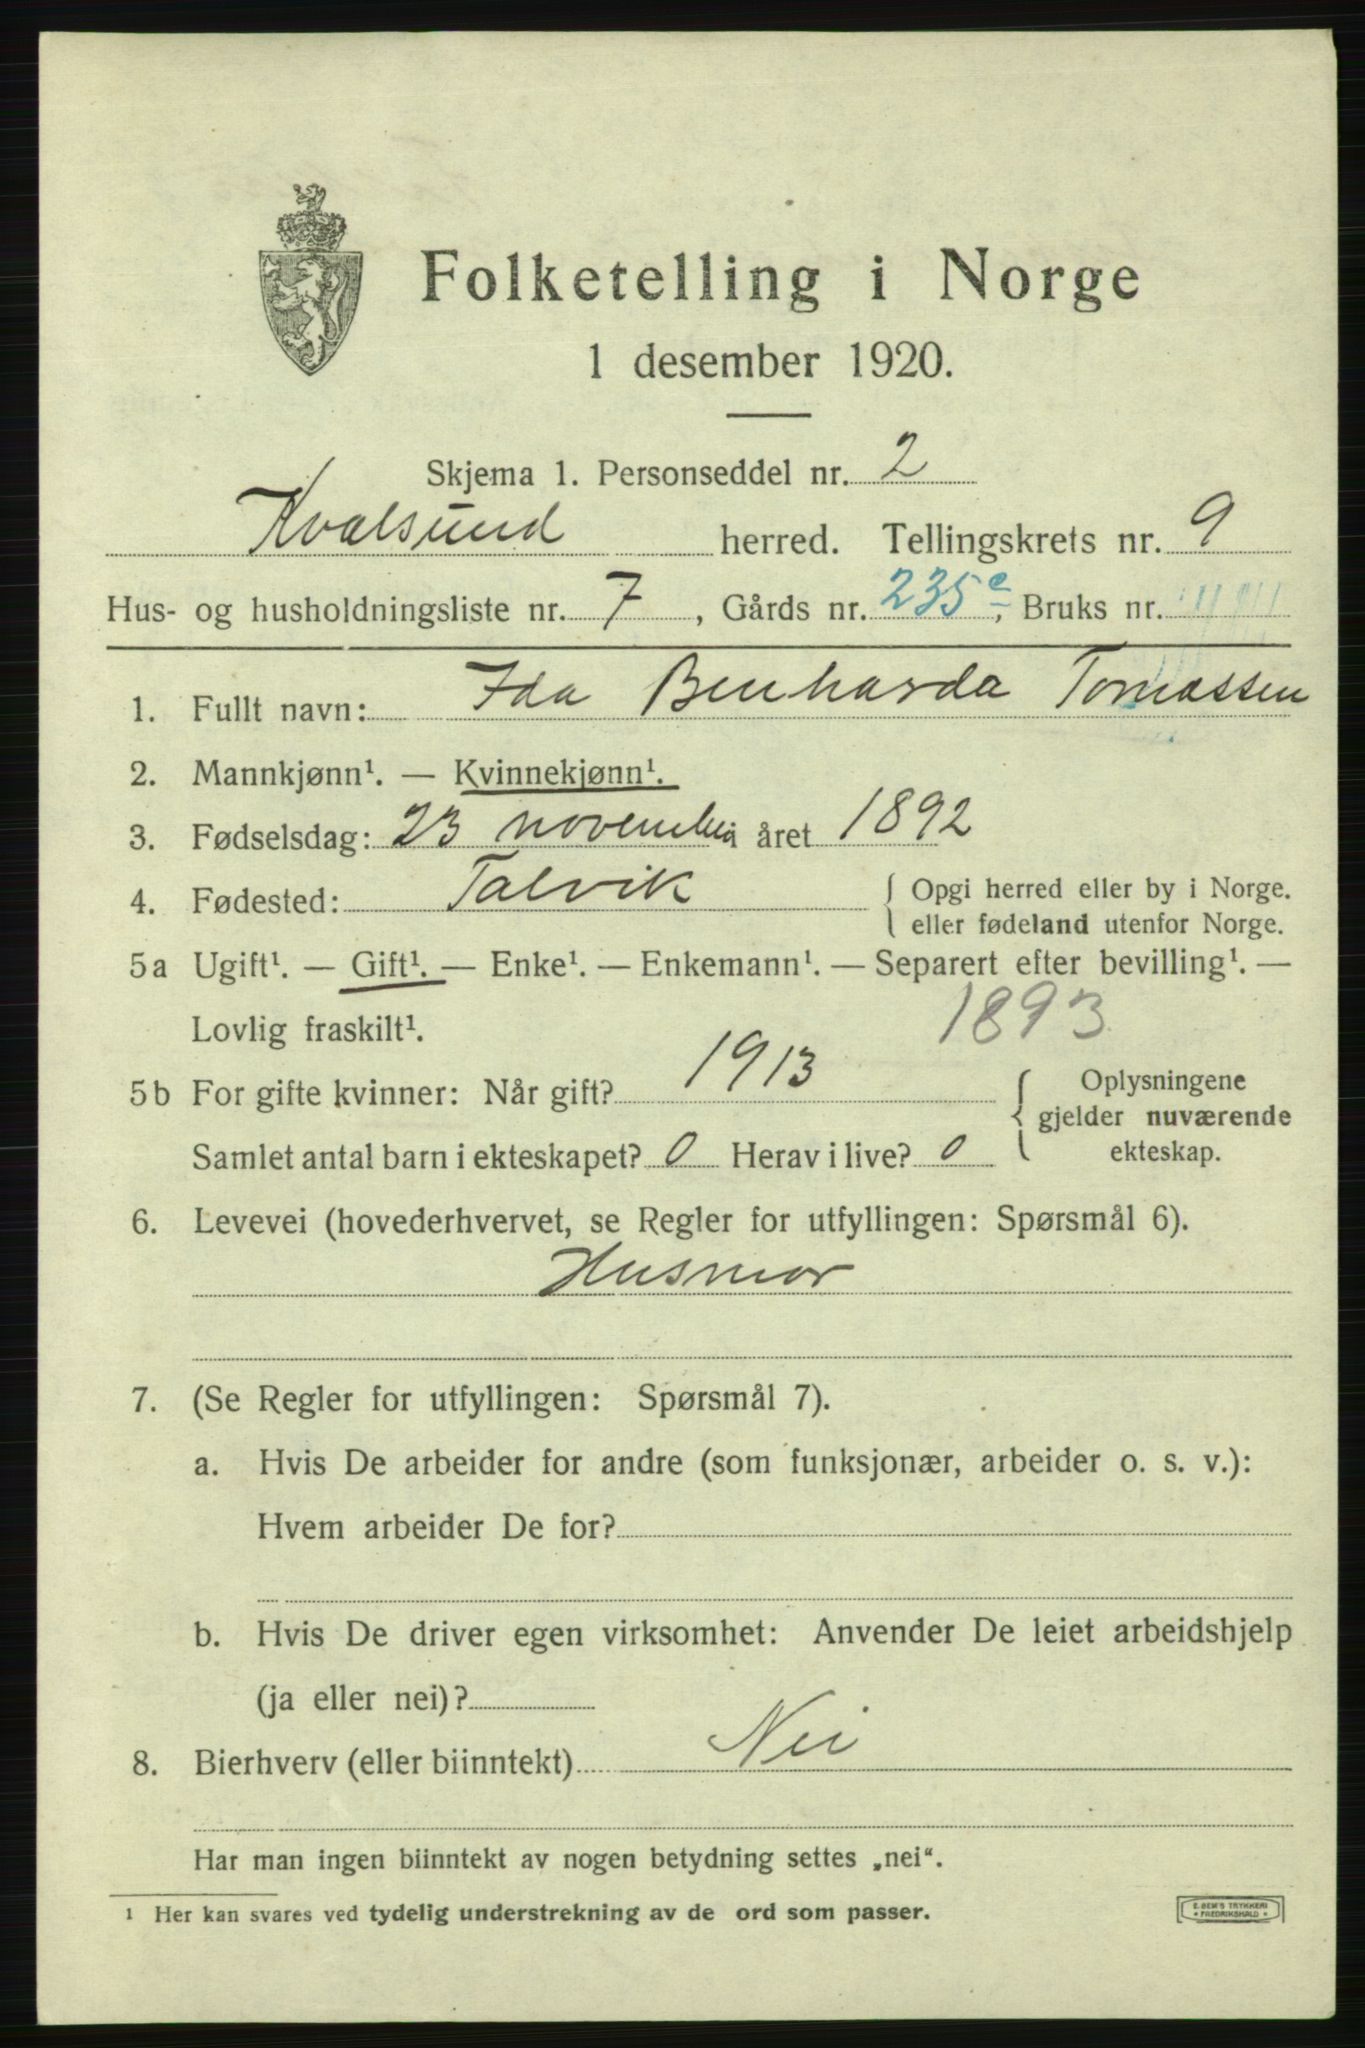 Folketelling i Norge
1 desember 1920.
Skjema 1. Personseddel nr. 2
Kvalsund herred. Tellingskrets nr. 9
Hus- og husholdningsliste nr. 7, Gårds nr. 235 c, Bruks nr.
1. Fullt navn: Ida Benharda Tomassen
2. Mannkjønn¹. — Kvinnekjønn¹.
3. Fødselsdag: 23 november i året 1892
4. Fødested: Talvik { Opgi herred eller by i Norge.
{ eller fødeland utenfor Norge.
5a Ugift¹. — Gift¹. — Enke¹. — Enkemann¹. — Separert efter bevilling¹. —
Lovlig fraskilt¹. 1893
5b For gifte kvinner: Når gift? 1913 Oplysningene
gjelder nuværende
Samlet antal barn i ekteskapet? 0 Herav i live? 0 ekteskap.
6. Levevei (hovederhvervet, se Regler for utfyllingen: Spørsmål 6).
Husmor
7. (Se Regler for utfyllingen: Spørsmål 7).
a. Hvis De arbeider for andre (som funksjonær, arbeider o. s. v.):
Hvem arbeider De for?
b. Hvis De driver egen virksomhet: Anvender De leiet arbeidshjelp
(ja eller nei)?
8. Bierhverv (eller biinntekt) Nei
Har man ingen biinntekt av nogen betydning settes „nei“.
¹ Her kan svares ved tydelig understrekning av de ord som passer.
E. SEM'S TRYKKERI
* FREDRIKSHALD *